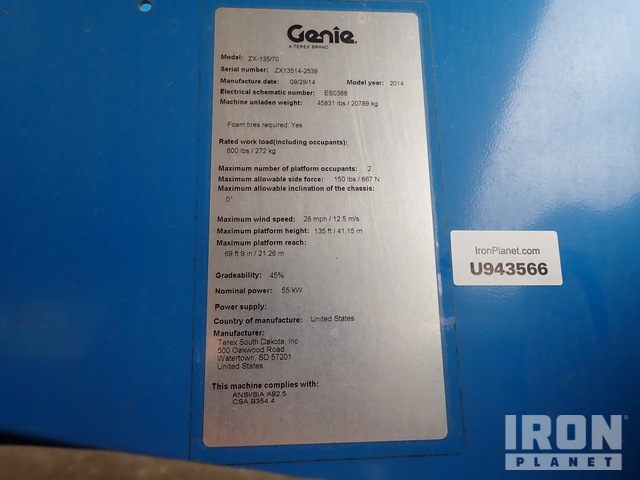 Genie
A TEREX BRAND
Model: ZX-135/70
Serial number: ZX13514-2539
Manufacture date: 09/29/14 Model year: 2014
Electrical schematic number: ES0366
Machine unladen weight: 45831 lbs / 20789 kg
Foam tires required: Yes
Rated work load(including occupants):
600 lbs / 272 kg
Maximum number of platform occupants: 2
Maximum allowable side force: 150 lbs / 667 N
Maximum allowable inclination of the chassis:
0°
Maximum wind speed: 28 mph / 12.5 m/s
Maximum platform height: 135 ft / 41.15 m
Maximum platform reach:
69 ft 9 in / 21.26 m
Gradeability: 45%
Nominal power: 55 kW
Power supply:
Country of manufacture: United States
Manufacturer:
Terex South Dakota, Inc
500 Oakwood Road
Watertown, SD 57201
United States
This machine complies with:
ANSI/SIA A92.5
CSA B354.4
IronPlanet.com
U943566
IRON
PLANET